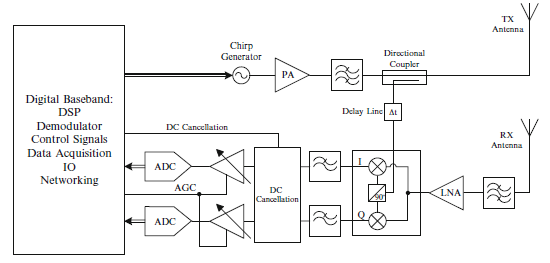 TX
Antenna
Chirp
Generator
PA
Directional
Coupler
Digital Baseband:
DSP
Demodulator
Control Signals
Data Acquisition
IO
Networking
Delay Line
Δt
DC Cancellation
RX
Antenna
ADC
I
AGC
DC
Cancellation
90°
LNA
ADC
Q